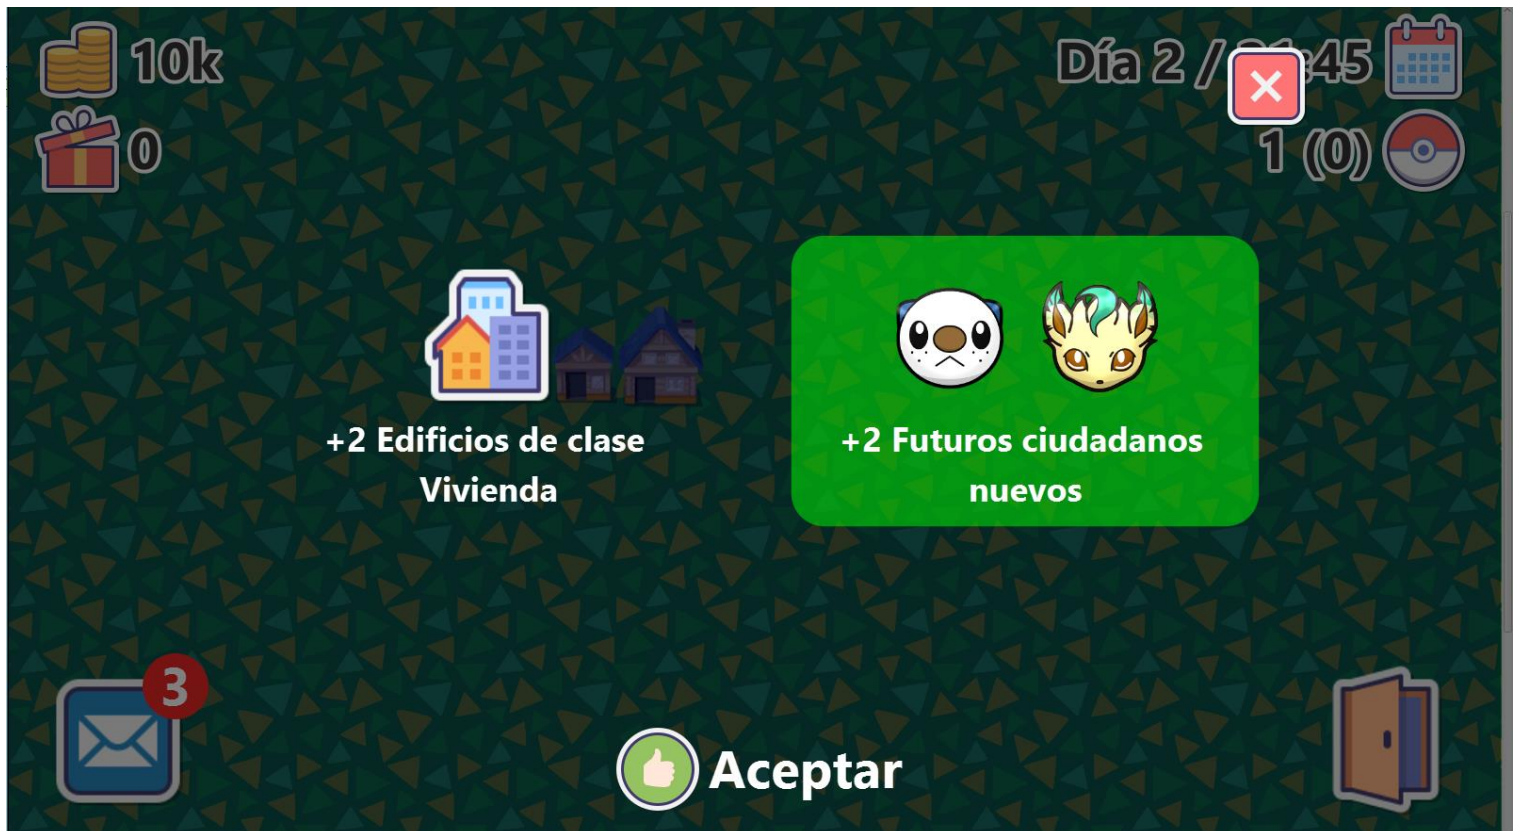 10k
Día 2 / :45
0
1 (0)
+2 Edificios de clase
Vivienda
+2 Futuros ciudadanos
nuevos
3
Aceptar